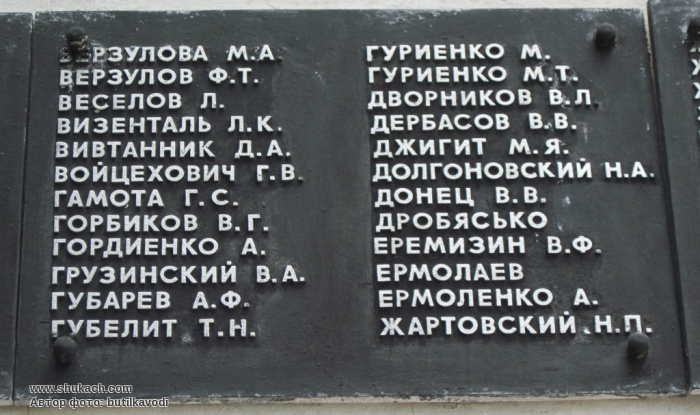 ВЕРЗУЛОВА М.А.
ВЕРЗУЛОВ Ф.Т.
ВЕСЕЛОВ Л.
ВИЗЕНТАЛЬ Л.К.
ВИВТАННИК Д.А.
ВОЙЦЕХОВИЧ Г.В.
ГАМОТА Г.С.
ГОРБИКОВ В.Г.
ГОРДИЕНКО А.
ГРУЗИНСКИЙ В.А.
ГУБАРЕВ А.Ф.
ГУБЕЛИТ Т.Н.
ГУРИЕНКО М.
ГУРИЕНКО М.Т.
ДВОРНИКОВ В.Л.
ДЕРБАСОВ В.В.
ДЖИГИТ М.Я.
ДОЛГОНОВСКИЙ Н.А.
ДОНЕЦ В.В.
ДРОБЯСЬКО
ЕРЕМИЗИН В.Ф.
ЕРМОЛАЕВ
ЕРМОЛЕНКО А.
ЖАРТОВСКИЙ Н.П.
www.shukach.com
Автор фото: butilkavodi